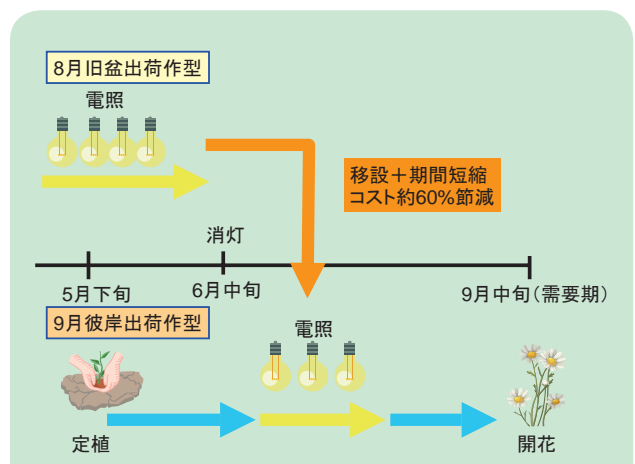 8月旧盆出荷作型
電照
移設＋期間短縮
コスト約60%節減
消灯
5月下旬
6月中旬
9月中旬（需要期）
9月彼岸出荷作型
電照
定植
開花